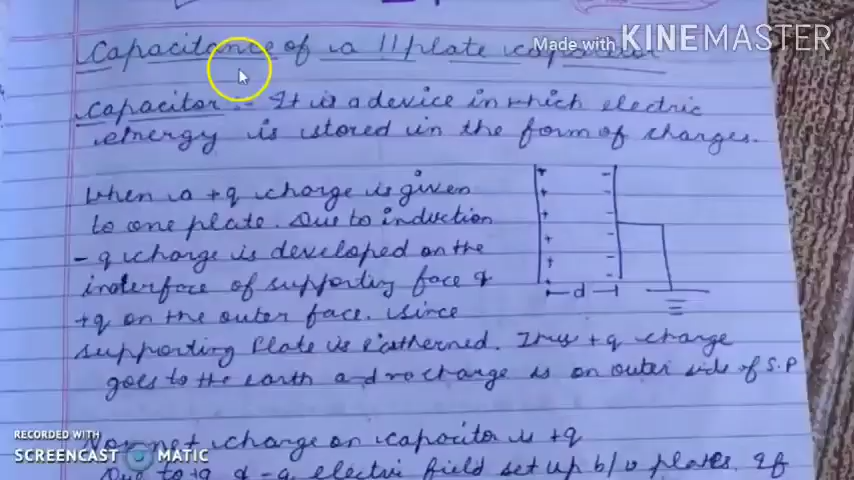 Capacitance of a || plate capacitor
Made with KINEMASTER
Capacitor :- It is a device in which electric
energy is stored in the form of charges.
When a +q charge is given
to one plate. Due to induction
-q charge is developed on the
interface of supporting face &
+q on the outer face. Since
supporting Plate is earthened. Thus +q charge
goes to the earth and no charge is on outer side of S.P
+ + + + + +
- - - - - -
d
Now net charge on capacitor is +q
Due to +q & -q electric field set up b/w plates. If
RECORDED WITH
SCREENCAST MATIC